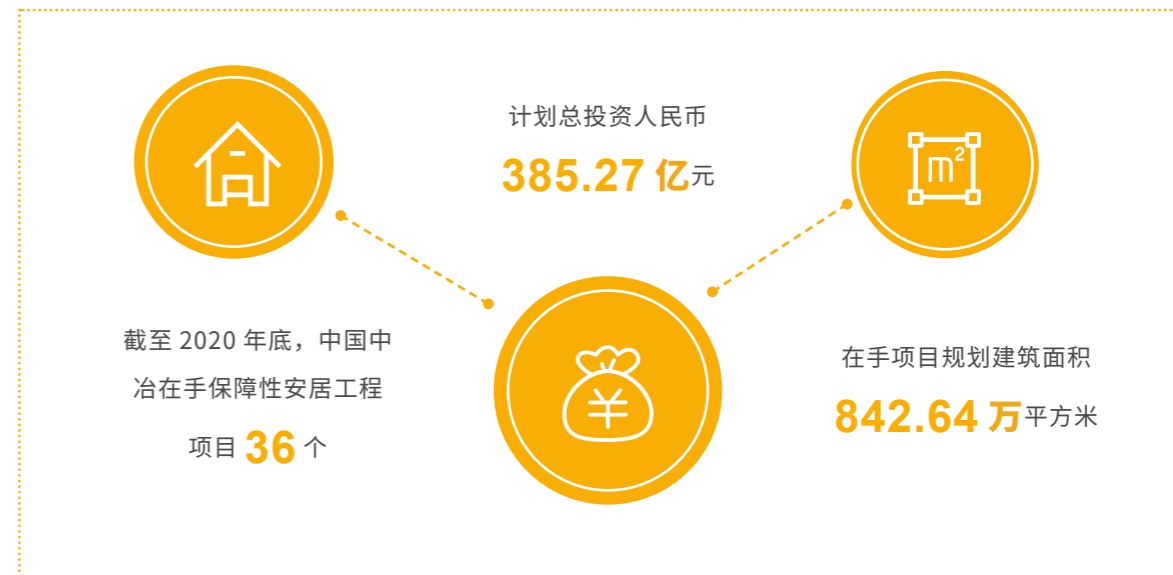 截至 2020 年底，中国中
冶在手保障性安居工程
项目 36 个
计划总投资人民币
385.27 亿元
¥
m²
在手项目规划建筑面积
842.64 万平方米